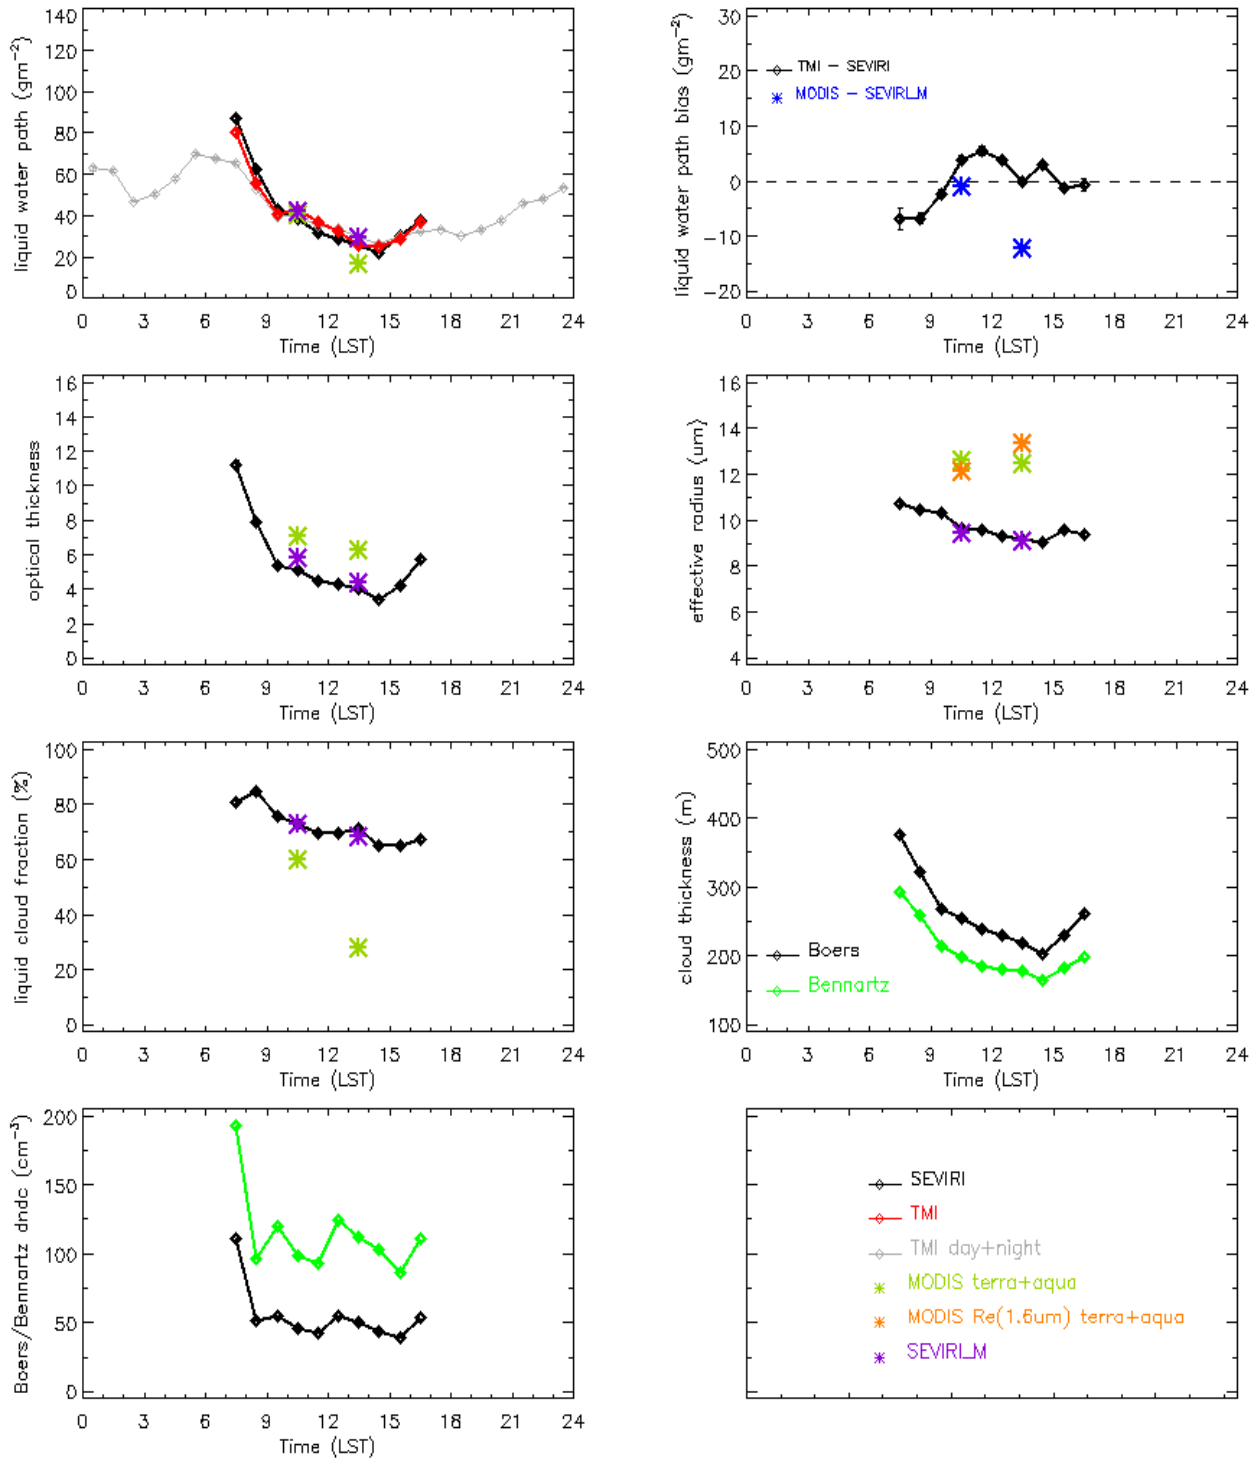 liquid water path (gm−2)
140
120
100
80
60
40
20
0
0 3 6 9 12 15 18 21 24
Time (LST)
liquid water path bias (gm−2)
30
20
10
0
−10
−20
TMI − SEVIRI
MODIS − SEVIRI_M
0 3 6 9 12 15 18 21 24
Time (LST)
optical thickness
16
14
12
10
8
6
4
2
0
0 3 6 9 12 15 18 21 24
Time (LST)
effective radius (um)
16
14
12
10
8
6
4
0 3 6 9 12 15 18 21 24
Time (LST)
liquid cloud fraction (%)
100
80
60
40
20
0
0 3 6 9 12 15 18 21 24
Time (LST)
cloud thickness (m)
500
400
300
200
100
Boers
Bennartz
0 3 6 9 12 15 18 21 24
Time (LST)
Boers/Bennartz dndc (cm−3)
200
150
100
50
0
0 3 6 9 12 15 18 21 24
Time (LST)
SEVIRI
TMI
TMI day+night
MODIS terra+aqua
MODIS Re(1.6um) terra+aqua
SEVIRI_M